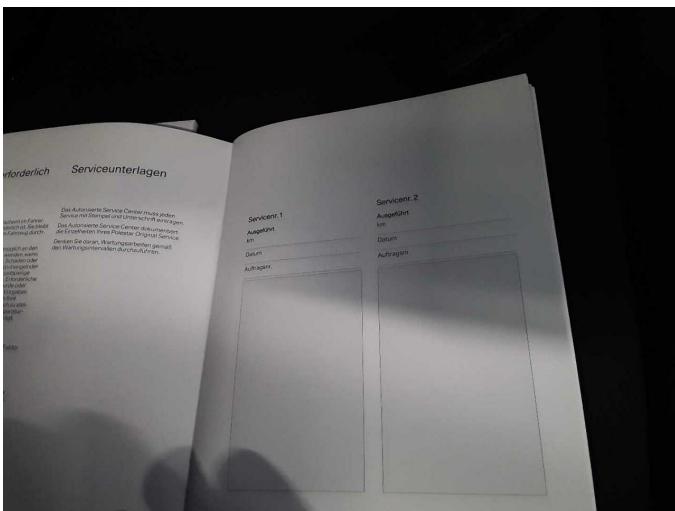 erforderlich
Serviceunterlagen
Das Autorisierte Service Center muss jeden
Service mit Stempel und Unterschrift eintragen.
Das Autorisierte Service Center dokumentiert
die Einzelheiten Ihres Polestar Original Service.
Denken Sie daran, Wartungsarbeiten gemäß
den Wartungsintervallen durchzuführen.
Servicenr. 1
Ausgeführt
km
Datum
Auftragsnr.
Servicenr. 2
Ausgeführt
km
Datum
Auftragsnr.